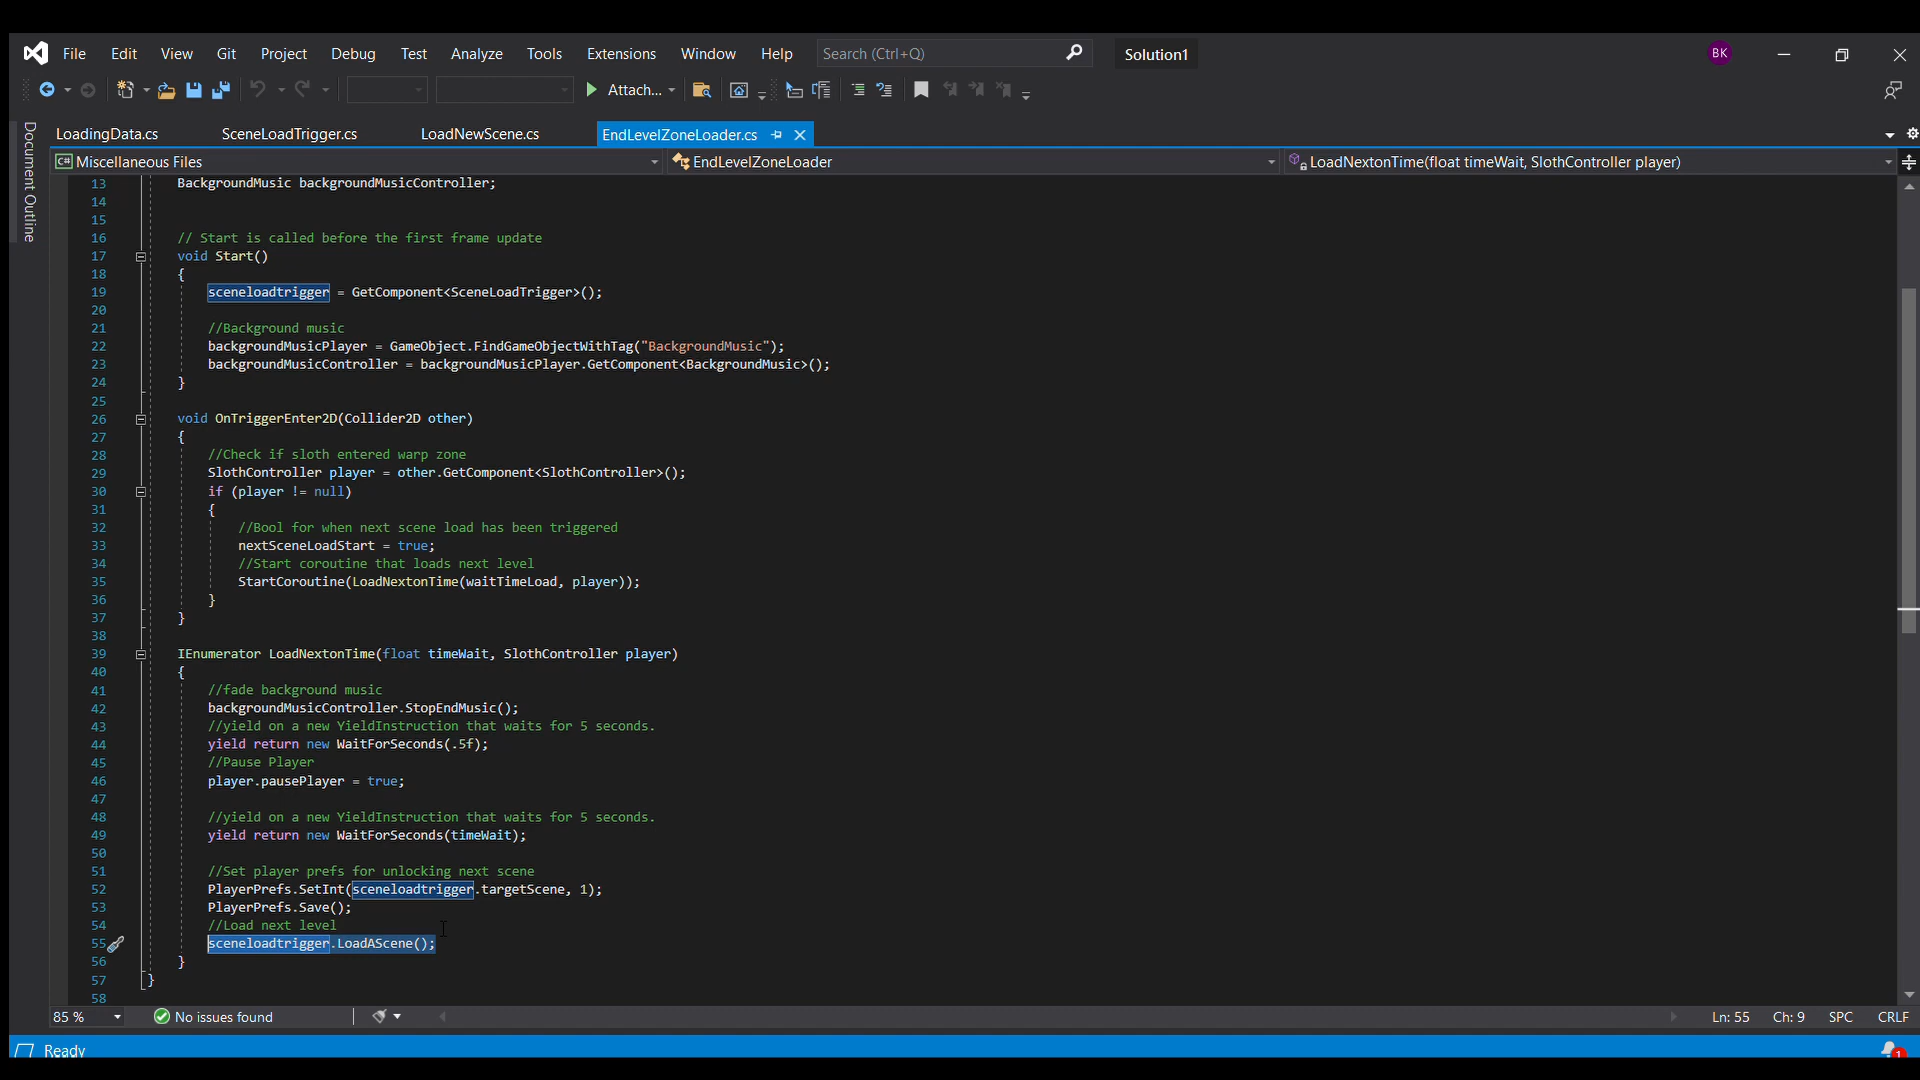 File Edit View Git Project Debug Test Analyze Tools Extensions Window Help Search (Ctrl+Q) Solution1 BK
Attach...
Document Outline
LoadingData.cs SceneLoadTrigger.cs LoadNewScene.cs EndLevelZoneLoader.cs
C# Miscellaneous Files EndLevelZoneLoader LoadNextonTime(float timeWait, SlothController player)
13 BackgroundMusic backgroundMusicController;
14
15
16 // Start is called before the first frame update
17 void Start()
18 {
19 sceneloadtrigger = GetComponent<SceneLoadTrigger>();
20
21 //Background music
22 backgroundMusicPlayer = GameObject.FindGameObjectWithTag("BackgroundMusic");
23 backgroundMusicController = backgroundMusicPlayer.GetComponent<BackgroundMusic>();
24 }
25
26 void OnTriggerEnter2D(Collider2D other)
27 {
28 //Check if sloth entered warp zone
29 SlothController player = other.GetComponent<SlothController>();
30 if (player != null)
31 {
32 //Bool for when next scene load has been triggered
33 nextSceneLoadStart = true;
34 //Start coroutine that loads next level
35 StartCoroutine(LoadNextonTime(waitTimeLoad, player));
36 }
37 }
38
39 IEnumerator LoadNextonTime(float timeWait, SlothController player)
40 {
41 //fade background music
42 backgroundMusicController.StopEndMusic();
43 //yield on a new YieldInstruction that waits for 5 seconds.
44 yield return new WaitForSeconds(.5f);
45 //Pause Player
46 player.pausePlayer = true;
47
48 //yield on a new YieldInstruction that waits for 5 seconds.
49 yield return new WaitForSeconds(timeWait);
50
51 //Set player prefs for unlocking next scene
52 PlayerPrefs.SetInt(sceneloadtrigger.targetScene, 1);
53 PlayerPrefs.Save();
54 //Load next level
55 sceneloadtrigger.LoadAScene();
56 }
57 }
58
85 % No issues found Ln: 55 Ch: 9 SPC CRLF
Ready 1